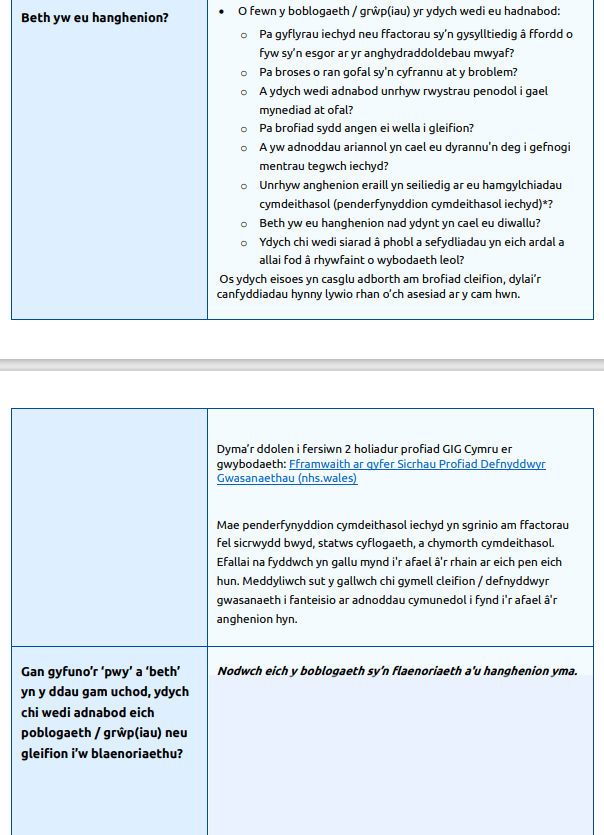 Beth yw eu hanghenion?
• O fewn y boblogaeth / grŵp(iau) yr ydych wedi eu hadnabod:
o Pa gyflyrau iechyd neu ffactorau sy’n gysylltiedig â ffordd o
fyw sy’n esgor ar yr anghydraddoldebau mwyaf?
o Pa broses o ran gofal sy'n cyfrannu at y broblem?
o A ydych wedi adnabod unrhyw rwystrau penodol i gael
mynediad at ofal?
o Pa brofiad sydd angen ei wella i gleifion?
o A yw adnoddau ariannol yn cael eu dyrannu'n deg i gefnogi
mentrau tegwch iechyd?
o Unrhyw anghenion eraill yn seiliedig ar eu hamgylchiadau
cymdeithasol (penderfynyddion cymdeithasol iechyd)*?
o Beth yw eu hanghenion nad ydynt yn cael eu diwallu?
o Ydych chi wedi siarad â phobl a sefydliadau yn eich ardal a
allai fod â rhywfaint o wybodaeth leol?
Os ydych eisoes yn casglu adborth am brofiad cleifion, dylai’r
canfyddiadau hynny lywio rhan o’ch asesiad ar y cam hwn.
Dyma’r ddolen i fersiwn 2 holiadur profiad GIG Cymru er
gwybodaeth: Fframwaith ar gyfer Sicrhau Profiad Defnyddwyr
Gwasanaethau (nhs.wales)
Mae penderfynyddion cymdeithasol iechyd yn sgrinio am ffactorau
fel sicrwydd bwyd, statws cyflogaeth, a chymorth cymdeithasol.
Efallai na fyddwch yn gallu mynd i'r afael â'r rhain ar eich pen eich
hun. Meddyliwch sut y gallwch chi gymell cleifion / defnyddwyr
gwasanaeth i fanteisio ar adnoddau cymunedol i fynd i'r afael â'r
anghenion hyn.
Gan gyfuno’r ‘pwy’ a ‘beth’
yn y ddau gam uchod, ydych
chi wedi adnabod eich
poblogaeth / grŵp(iau) neu
gleifion i’w blaenoriaethu?
Nodwch eich y boblogaeth sy’n flaenoriaeth a'u hanghenion yma.